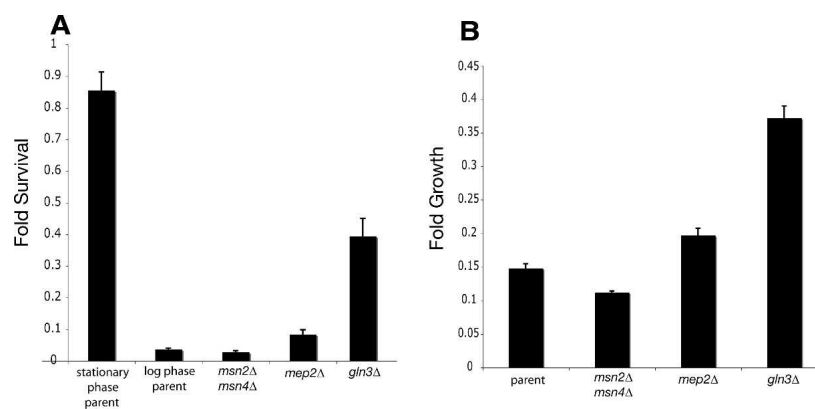 A
Fold Survival
1
0.9
0.8
0.7
0.6
0.5
0.4
0.3
0.2
0.1
0
stationary
phase
parent
log phase
parent
msn2Δ
msn4Δ
mep2Δ
gln3Δ
B
Fold Growth
0.45
0.4
0.35
0.3
0.25
0.2
0.15
0.1
0.05
0
parent
msn2Δ
msn4Δ
mep2Δ
gln3Δ